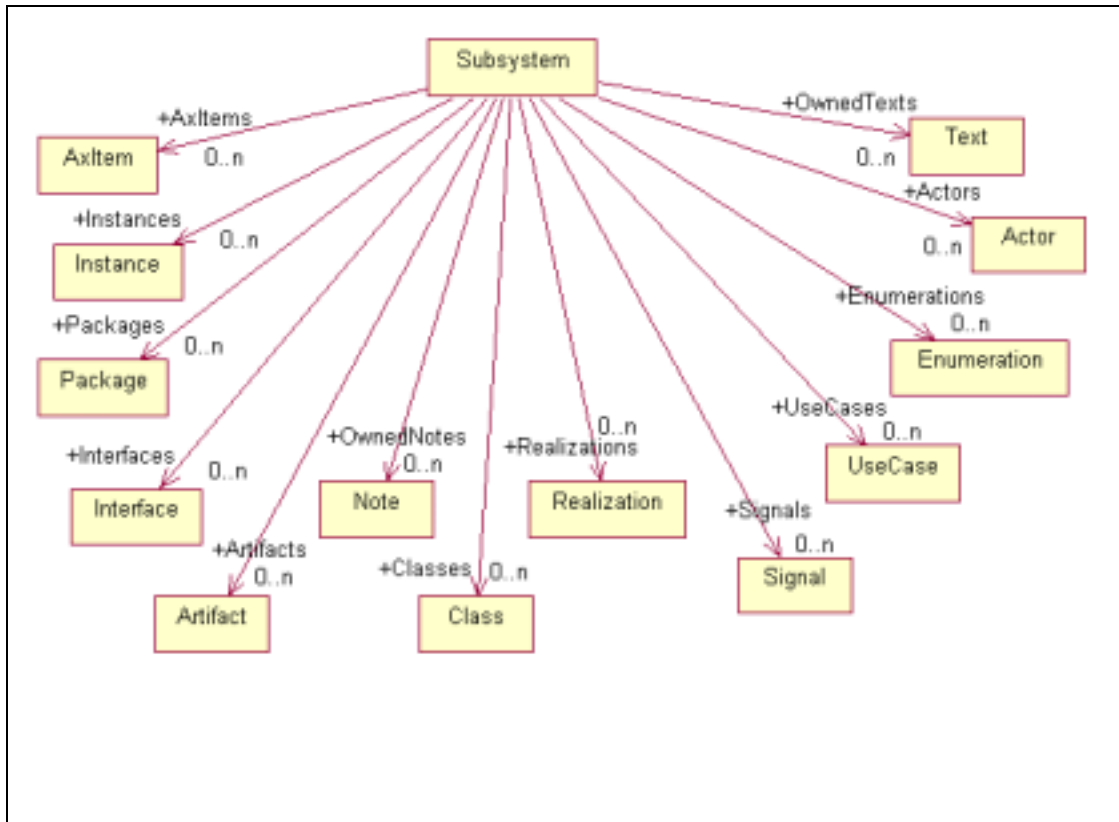 Subsystem
+AxItems
0..n
AxItem
+OwnedTexts
0..n
Text
+Instances
0..n
Instance
+Actors
0..n
Actor
+Packages
0..n
Package
+Enumerations
0..n
Enumeration
+Interfaces
0..n
Interface
+OwnedNotes
0..n
Note
+Realizations
0..n
Realization
+UseCases
0..n
UseCase
+Artifacts
0..n
Artifact
+Classes
0..n
Class
+Signals
0..n
Signal